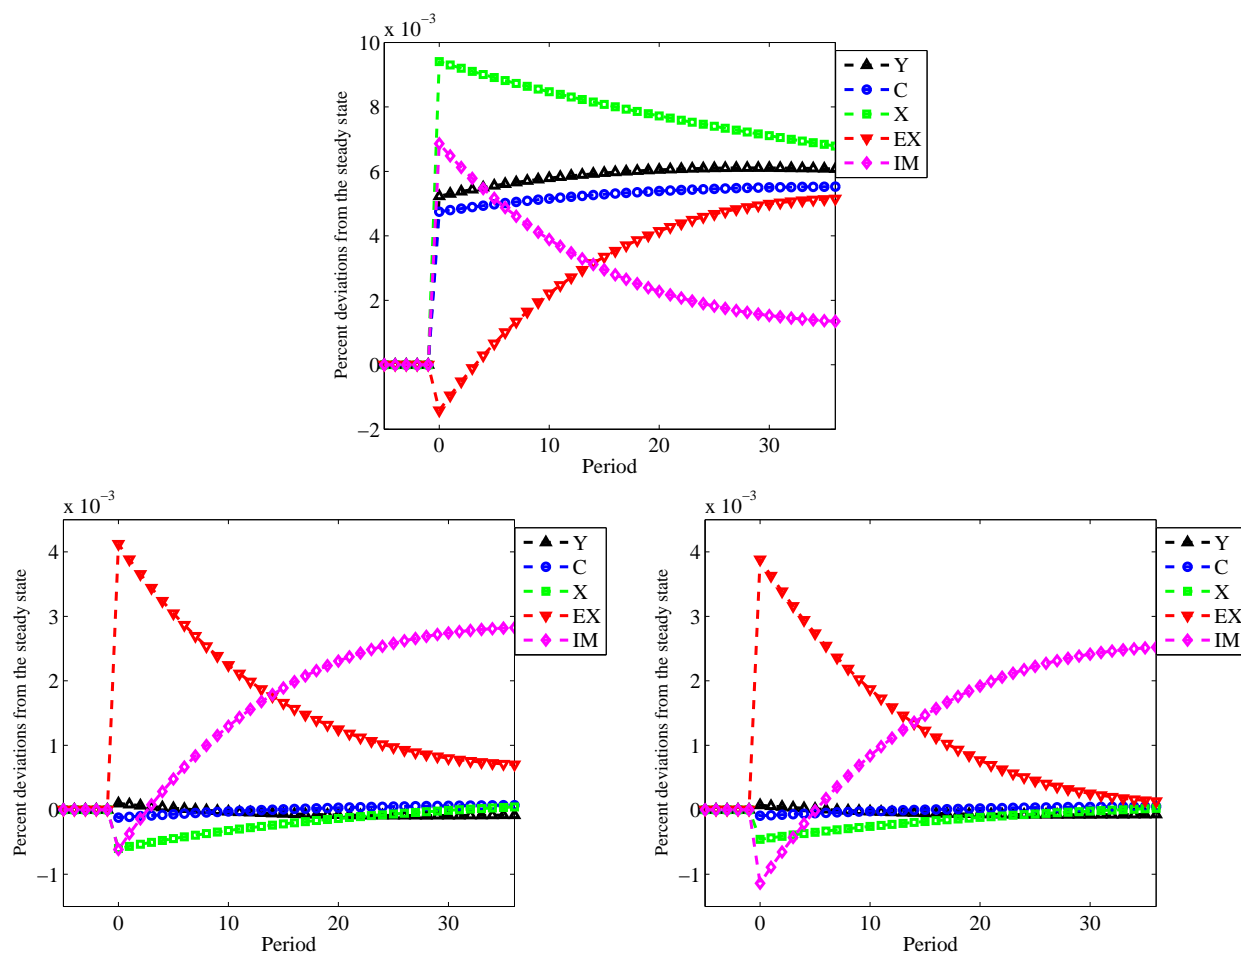 x 10⁻³
10
8
6
4
2
0
−2
Percent deviations from the steady state
0 10 20 30
Period
Y
C
X
EX
IM
x 10⁻³
4
3
2
1
0
−1
Percent deviations from the steady state
0 10 20 30
Period
Y
C
X
EX
IM
x 10⁻³
4
3
2
1
0
−1
Percent deviations from the steady state
0 10 20 30
Period
Y
C
X
EX
IM